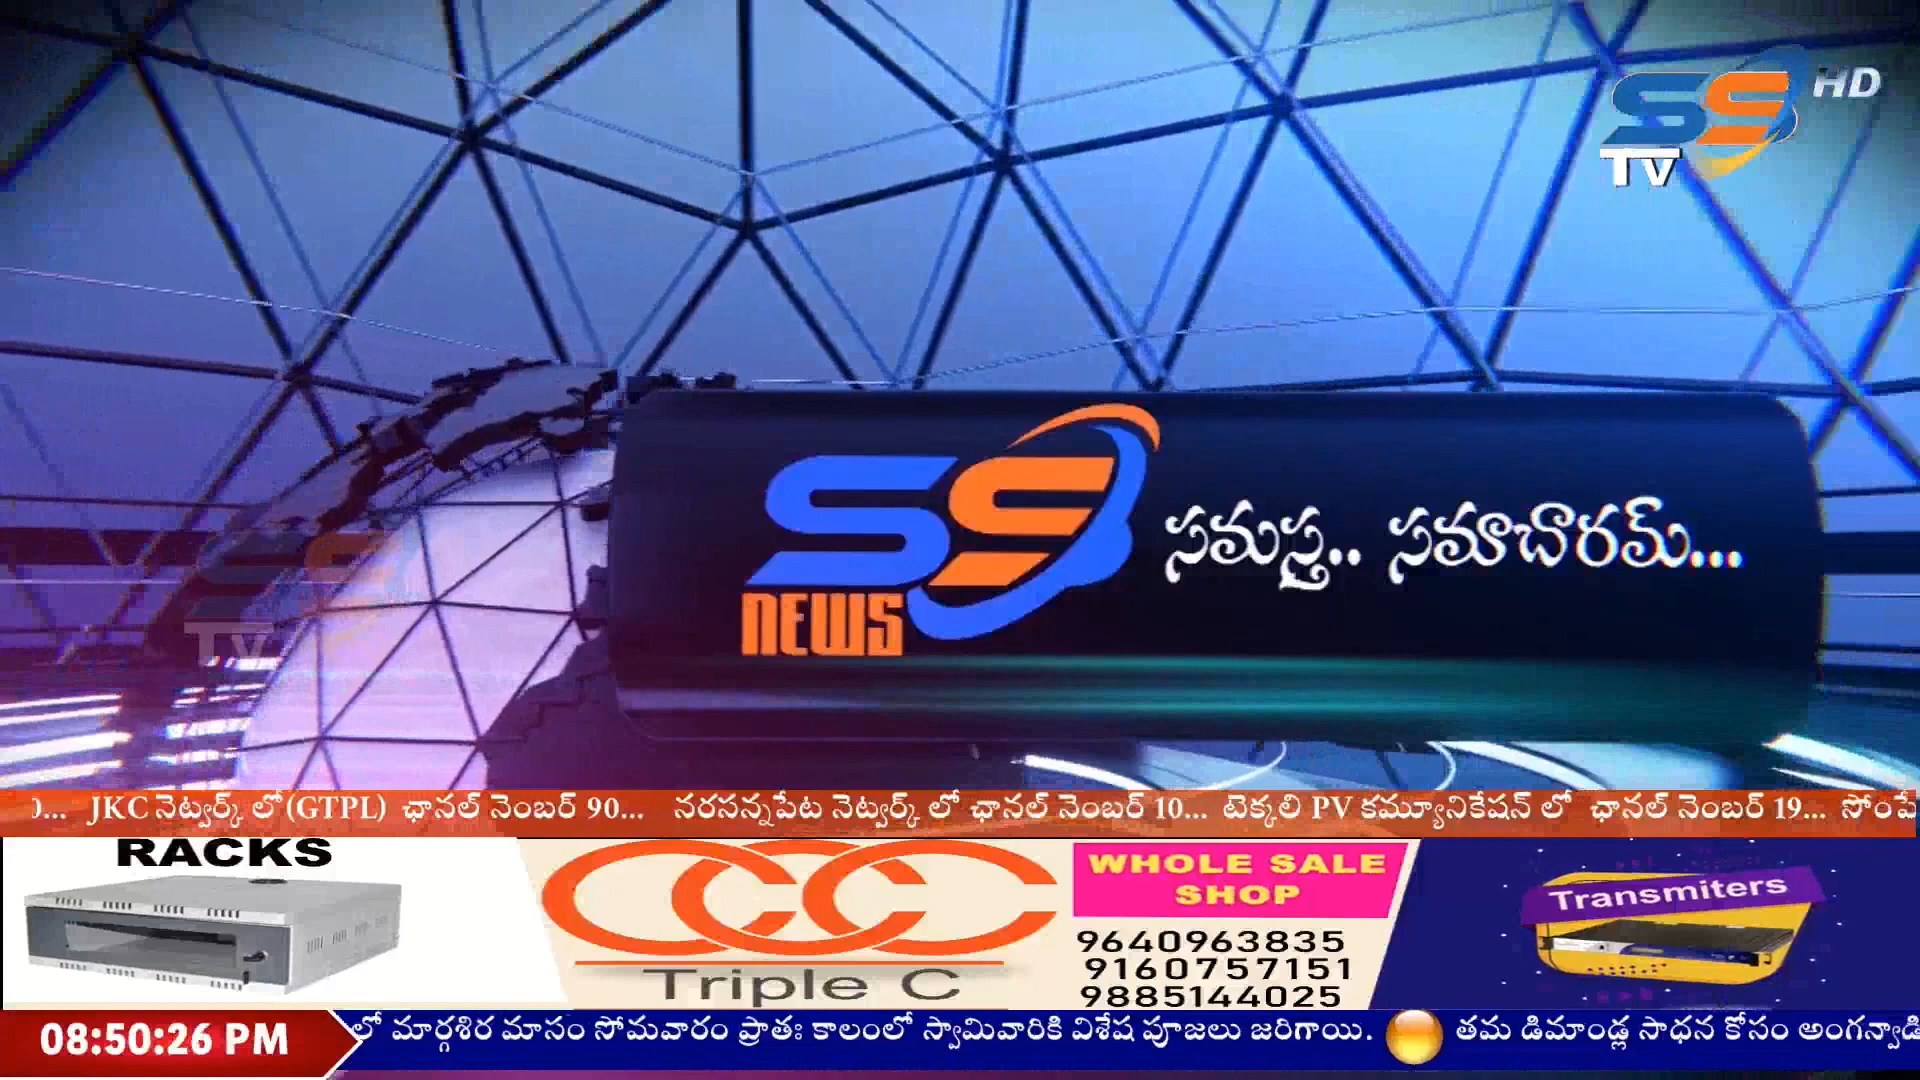 SS HD
TV
SS సమస్త.. సమాచారమ్...
NEWS
TV
JKC నెట్వర్క్ లో (GTPL) ఛానల్ నెంబర్ 90... నరసన్నపేట నెట్వర్క్ లో ఛానల్ నెంబర్ 10... టెక్కలి PV కమ్యూనికేషన్ లో ఛానల్ నెంబర్ 19...
RACKS
CCC
Triple C
WHOLE SALE
SHOP
9640963835
9160757151
9885144025
Transmiters
08:50:26 PM
లో మార్గశిర మాసం సోమవారం ప్రాతః కాలంలో స్వామివారికి విశేష పూజలు జరిగాయి. తమ డిమాండ్ల సాధన కోసం